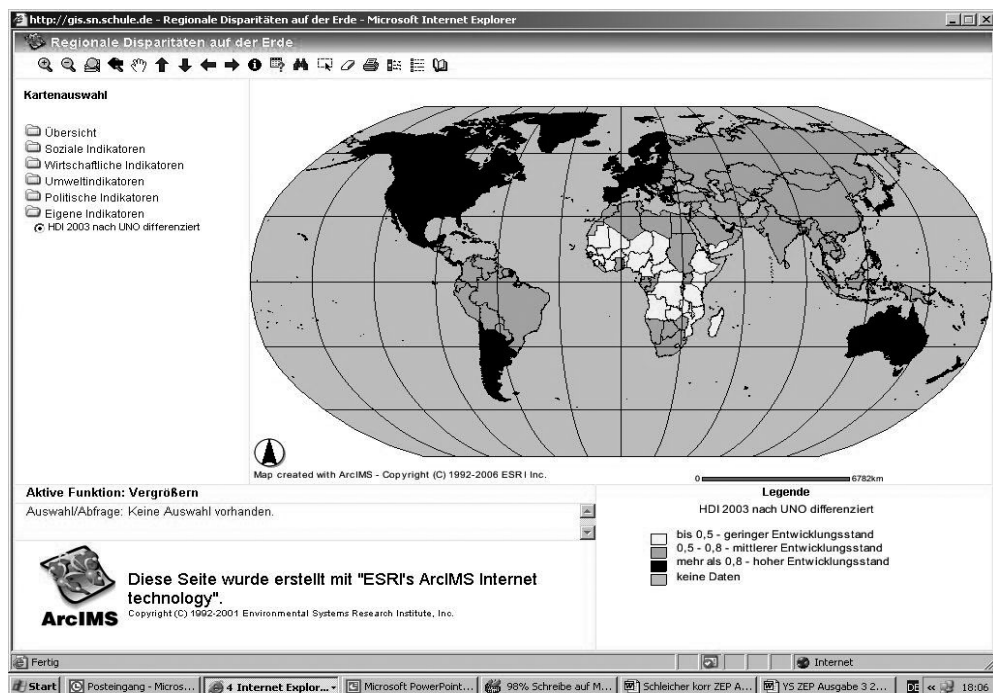 http://gis.sn.schule.de - Regionale Disparitäten auf der Erde - Microsoft Internet Explorer
Regionale Disparitäten auf der Erde
Kartenauswahl
Übersicht
Soziale Indikatoren
Wirtschaftliche Indikatoren
Umweltindikatoren
Politische Indikatoren
Eigene Indikatoren
HDI 2003 nach UNO differenziert
Map created with ArcIMS - Copyright (C) 1992-2006 ESRI Inc.
0 6782km
Aktive Funktion: Vergrößern
Auswahl/Abfrage: Keine Auswahl vorhanden.
ArcIMS
Diese Seite wurde erstellt mit "ESRI's ArcIMS Internet
technology".
Copyright (C) 1992-2001 Environmental Systems Research Institute, Inc.
Legende
HDI 2003 nach UNO differenziert
bis 0,5 - geringer Entwicklungsstand
0,5 - 0,8 - mittlerer Entwicklungsstand
mehr als 0,8 - hoher Entwicklungsstand
keine Daten
Fertig
Internet
Start Posteingang - Micros... 4 Internet Explor... Microsoft PowerPoint... 98% Schreibe auf M... Schleicher korr ZEP A... YS ZEP Ausgabe 3 2... DE « 18:06